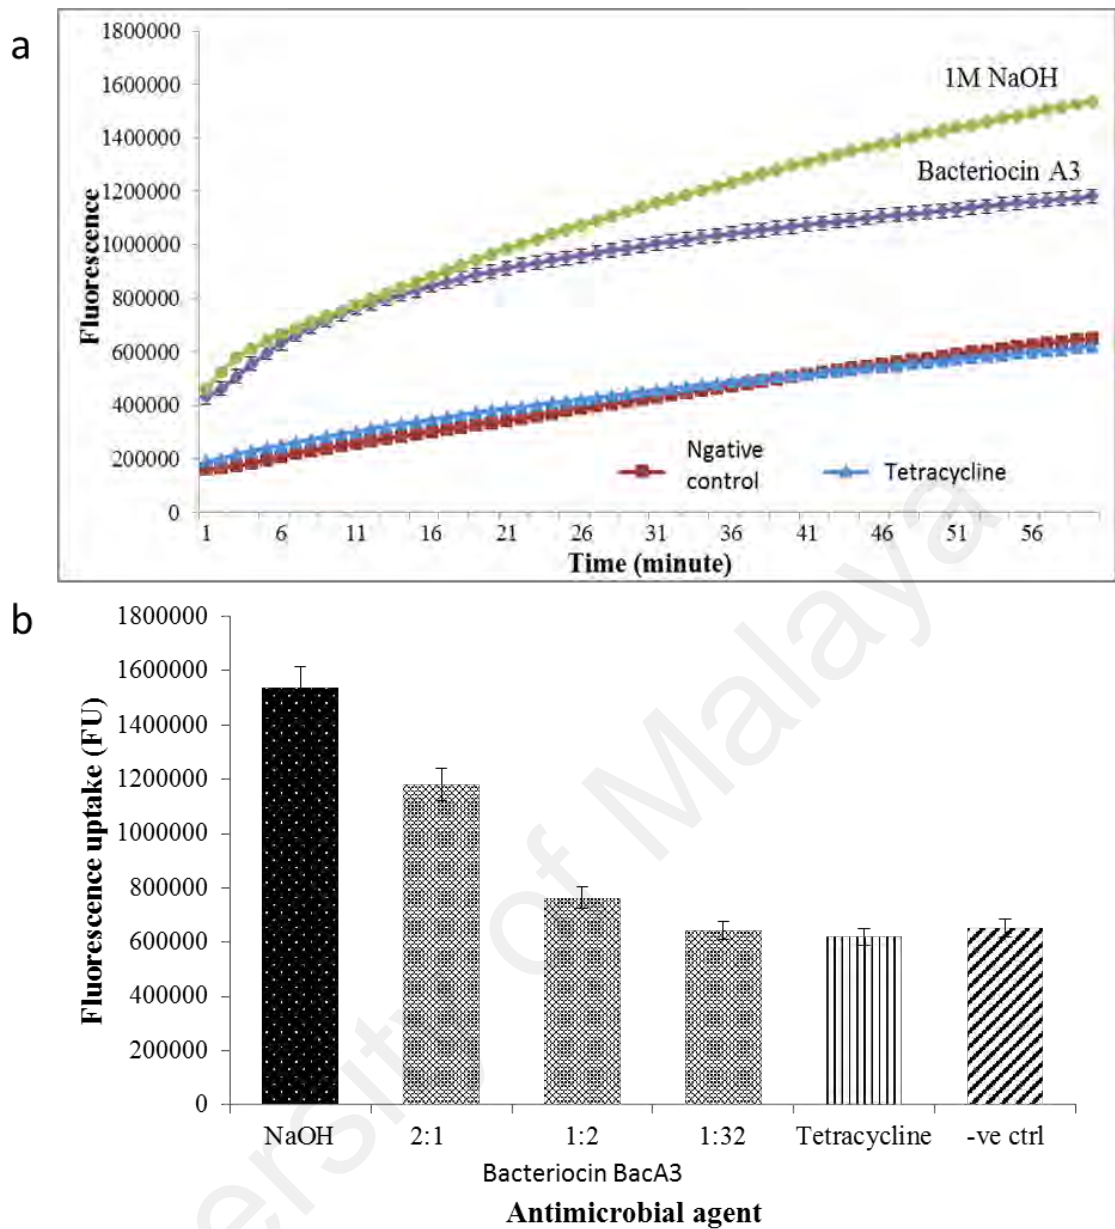 a
1800000
1600000
1400000
1200000
1000000
800000
600000
400000
200000
0
Fluorescence
1M NaOH
Bacteriocin A3
Ngative
control
Tetracycline
1 6 11 16 21 26 31 36 41 46 51 56
Time (minute)
b
1800000
1600000
1400000
1200000
1000000
800000
600000
400000
200000
0
Fluorescence uptake (FU)
NaOH 2:1 1:2 1:32 Tetracycline -ve ctrl
Bacteriocin BacA3
Antimicrobial agent
ersity of Malaya